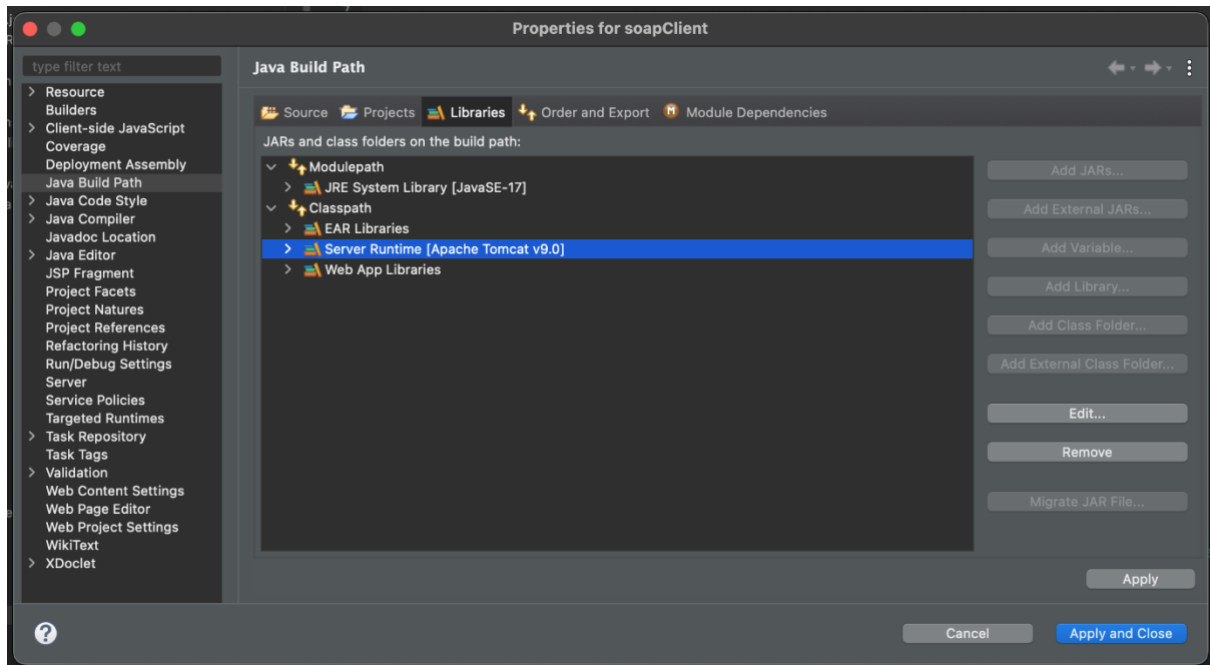 Properties for soapClient
type filter text
Java Build Path
Resource
Builders
Client-side JavaScript
Coverage
Deployment Assembly
Java Build Path
Java Code Style
Java Compiler
Javadoc Location
Java Editor
JSP Fragment
Project Facets
Project Natures
Project References
Refactoring History
Run/Debug Settings
Server
Service Policies
Targeted Runtimes
Task Repository
Task Tags
Validation
Web Content Settings
Web Page Editor
Web Project Settings
WikiText
XDoclet
Source Projects Libraries Order and Export Module Dependencies
JARs and class folders on the build path:
Modulepath
JRE System Library [JavaSE-17]
Classpath
EAR Libraries
Server Runtime [Apache Tomcat v9.0]
Web App Libraries
Add JARs...
Add External JARs...
Add Variable...
Add Library...
Add Class Folder...
Add External Class Folder...
Edit...
Remove
Migrate JAR File...
Apply
Cancel Apply and Close